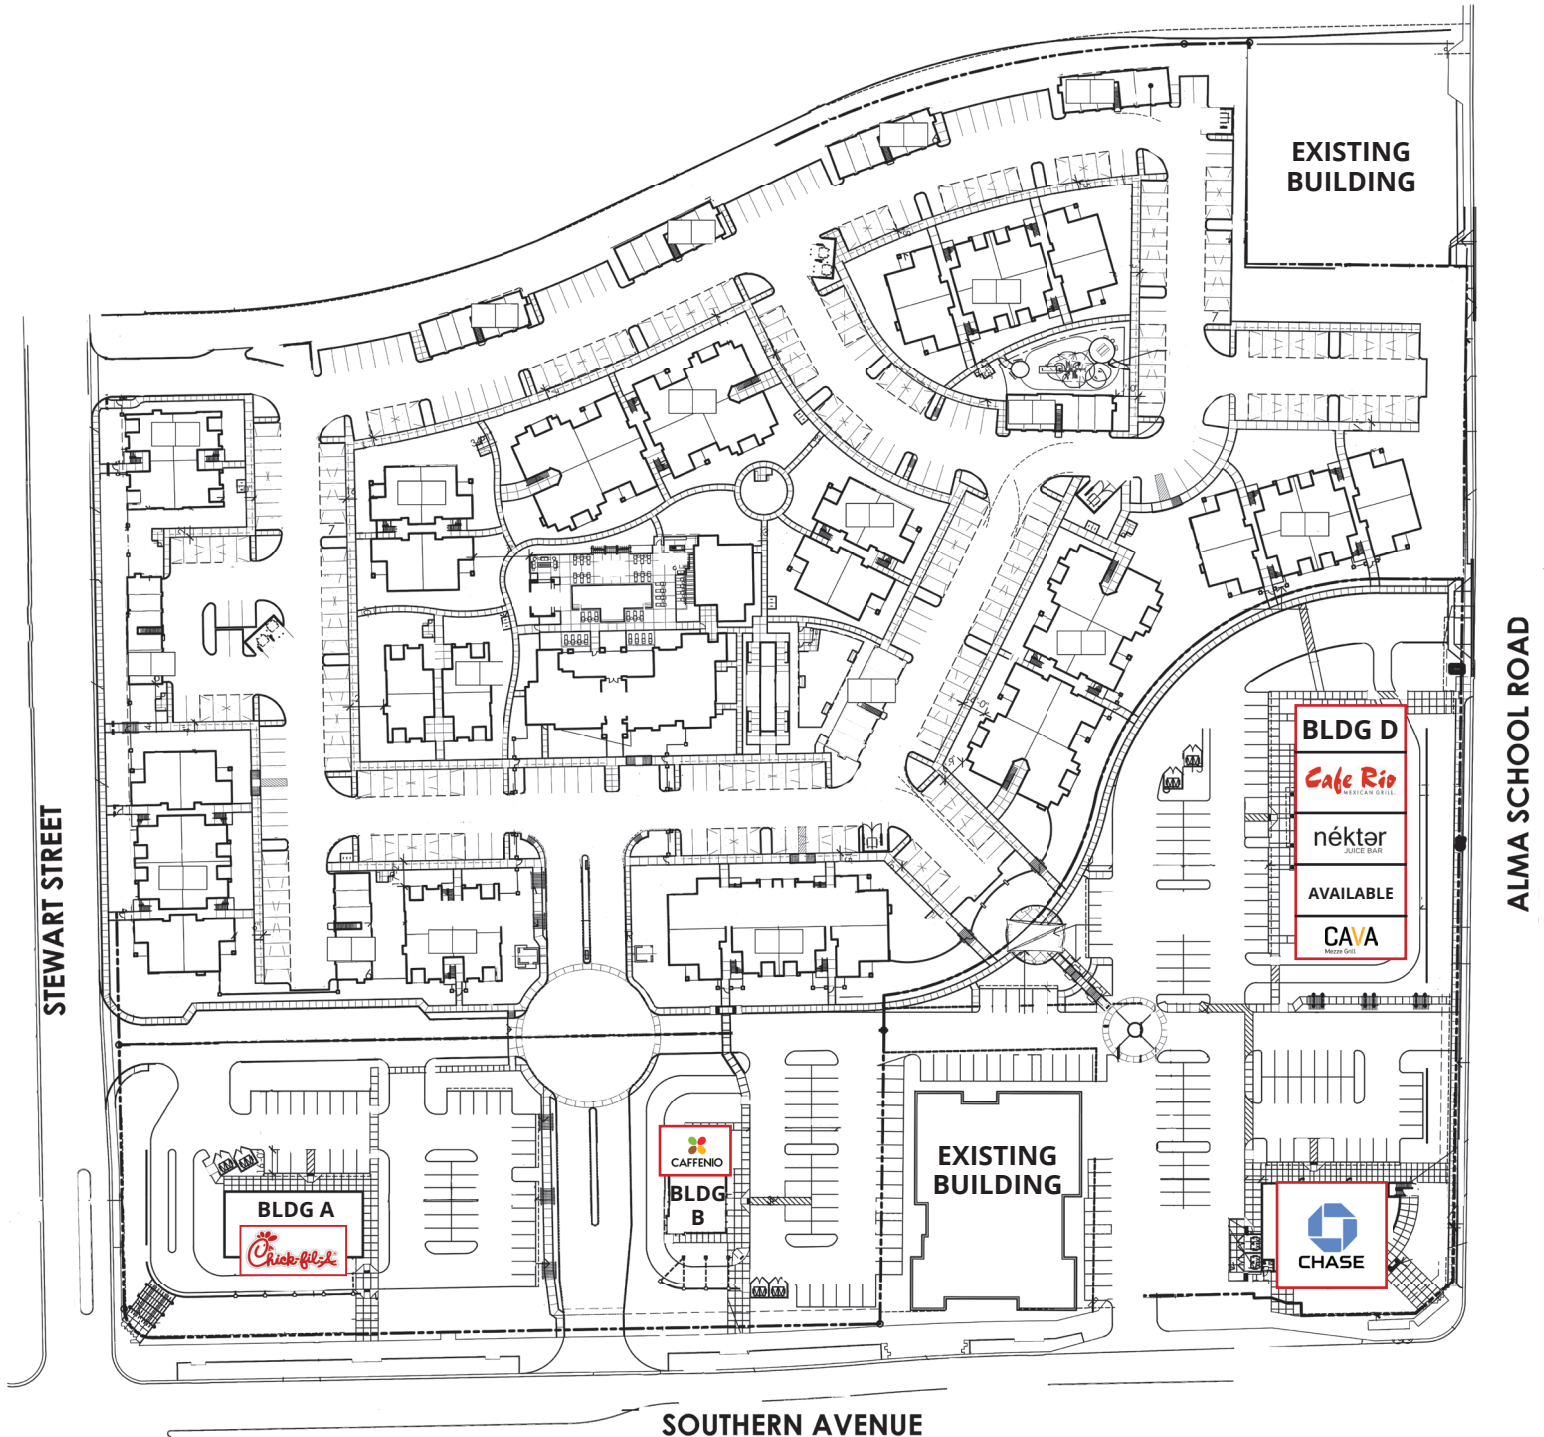 EXISTING
BUILDING
BLDG D
Cafe Rio
MEXICAN GRILL
néktər
JUICE BAR
AVAILABLE
CAVA
Mezze Grill
ALMA SCHOOL ROAD
STEWART STREET
CAFFENIO
BLDG
B
EXISTING
BUILDING
BLDG A
Chick-fil-A
CHASE
SOUTHERN AVENUE